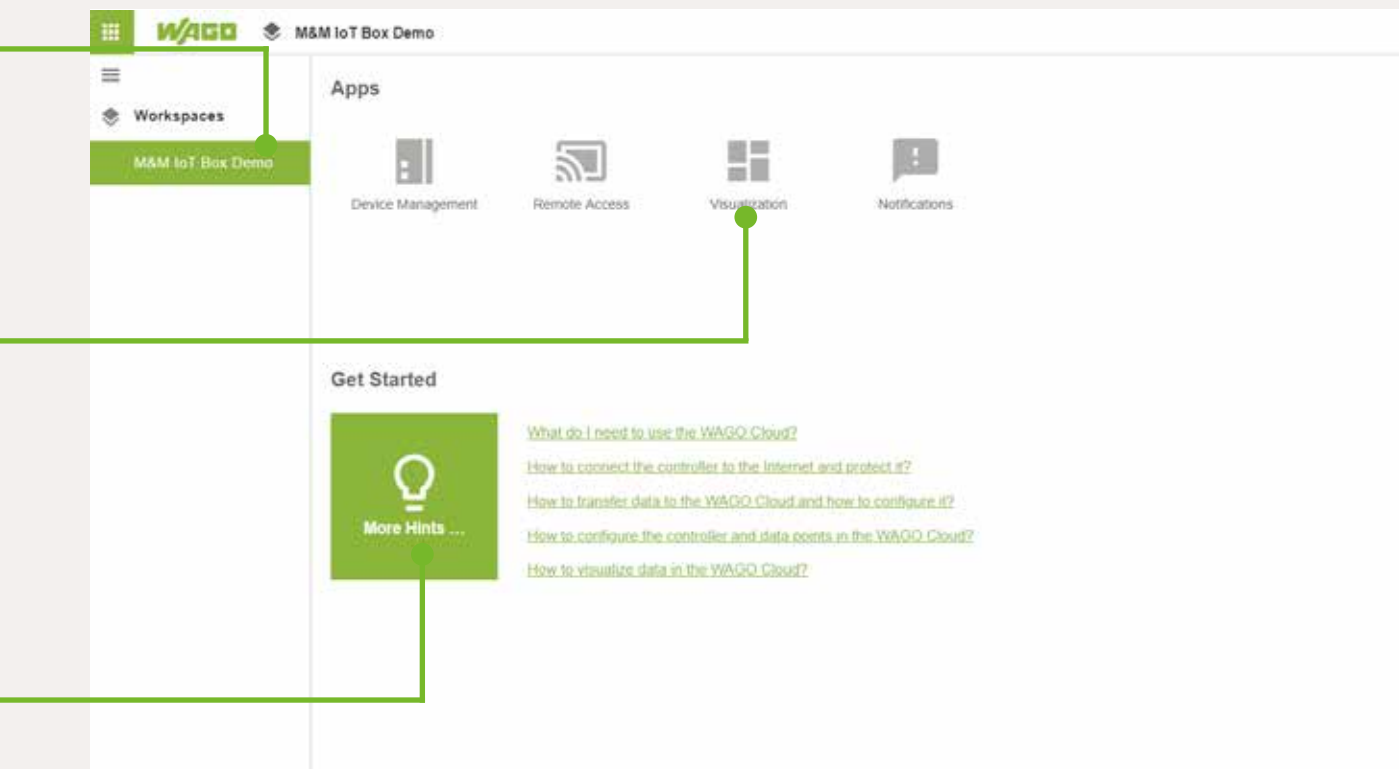 WAGO M&M IoT Box Demo
Workspaces
M&M IoT Box Demo
Apps
Device Management Remote Access Visualization Notifications
Get Started
More Hints ...
What do I need to use the WAGO Cloud?
How to connect the controller to the Internet and protect it?
How to transfer data to the WAGO Cloud and how to configure it?
How to configure the controller and data points in the WAGO Cloud?
How to visualize data in the WAGO Cloud?